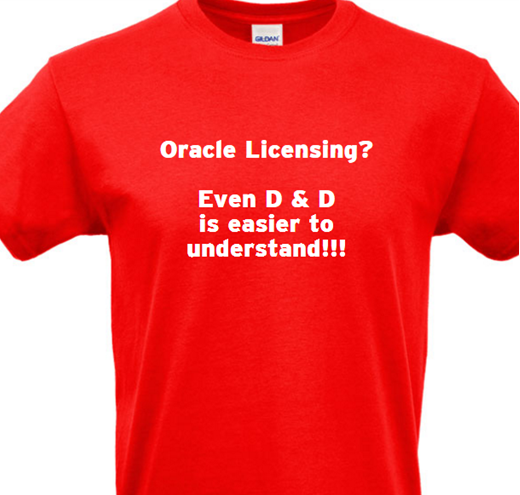 GILDAN
Oracle Licensing?
Even D & D
is easier to
understand!!!